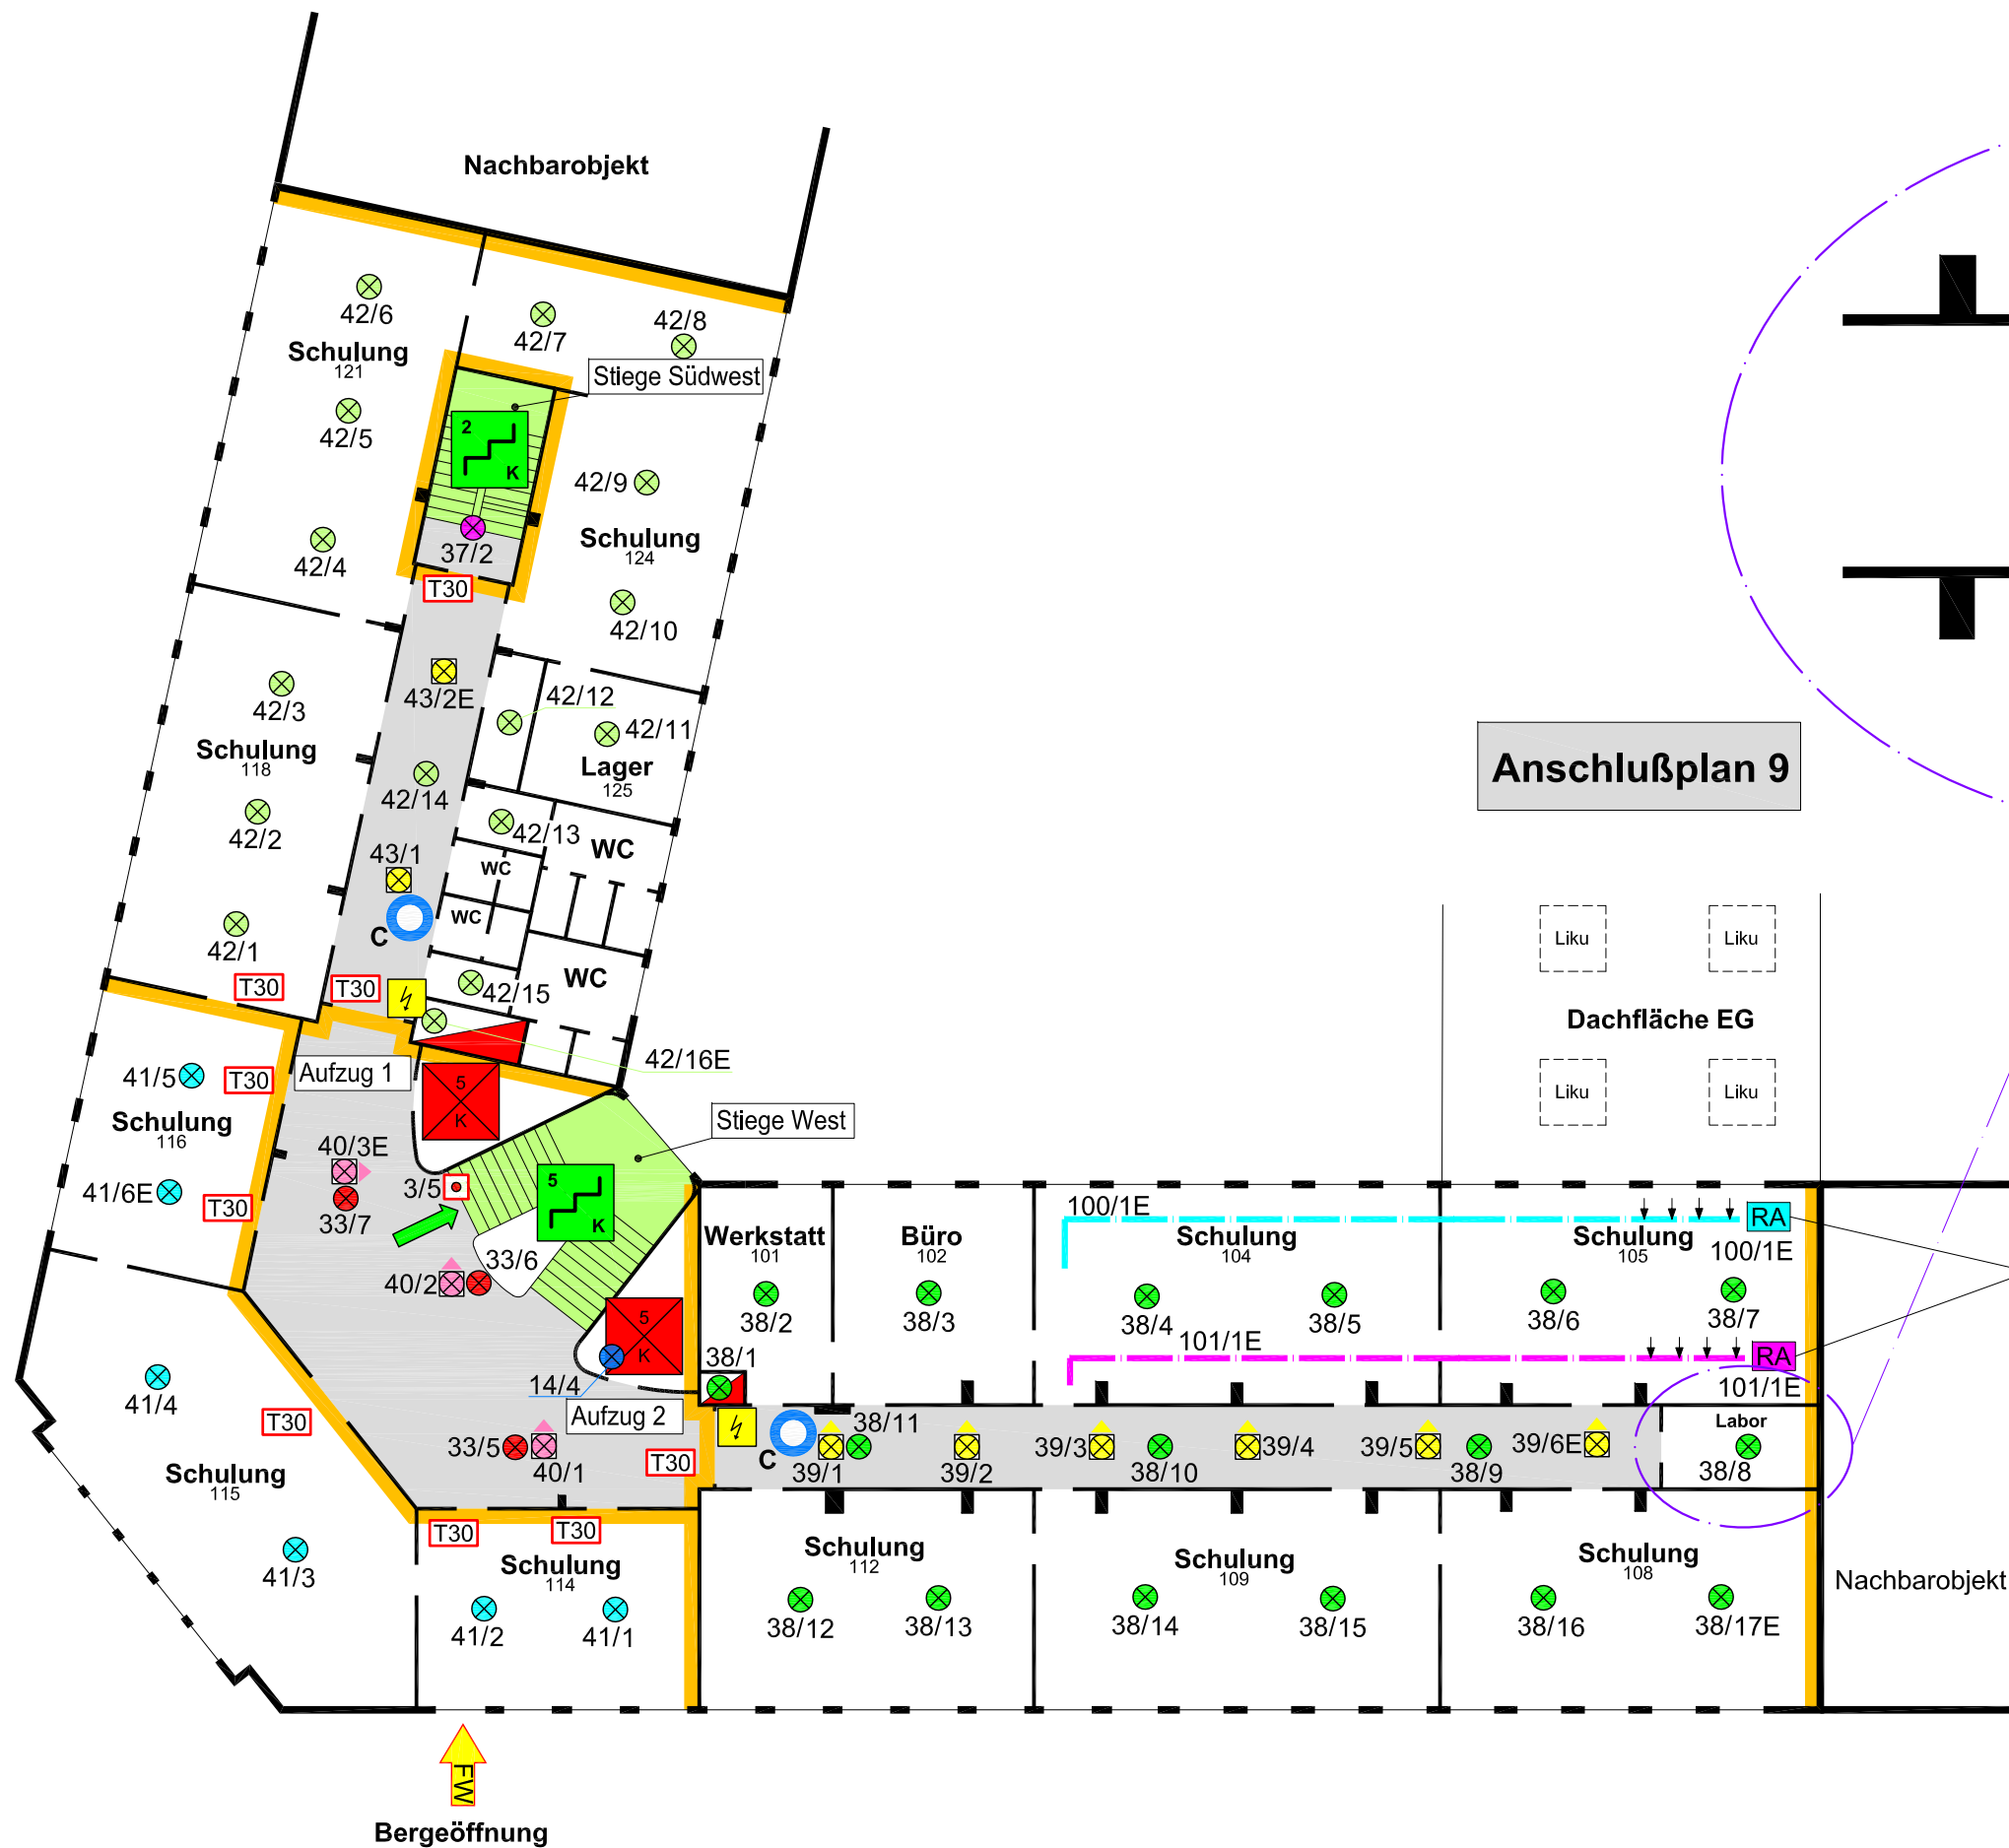 Nachbarobjekt
42/6
42/7
42/8
Schulung
121
Stiege Südwest
42/5
2
K
42/9
42/4
37/2
Schulung
124
T30
42/10
43/2E
42/12
42/3
42/11
Schulung
118
Lager
125
Anschlußplan 9
42/14
42/2
42/13
WC
43/1
WC
WC
C
42/1
WC
T30
T30
42/15
Liku
Liku
Dachfläche EG
42/16E
41/5
T30
Aufzug 1
5
K
Liku
Liku
Schulung
116
Stiege West
40/3E
41/6E
T30
33/7
3/5
5
K
100/1E
RA
Werkstatt
101
Büro
102
Schulung
104
Schulung
105
100/1E
33/6
40/2
38/2
38/3
38/4
38/5
38/6
38/7
5
K
101/1E
RA
38/1
14/4
101/1E
41/4
Aufzug 2
T30
33/5
40/1
T30
C
38/11
39/1
39/2
39/3
38/10
39/4
39/5
38/9
39/6E
Labor
38/8
Schulung
115
T30
T30
Schulung
114
Schulung
112
Schulung
109
Schulung
108
Nachbarobjekt
41/3
41/2
41/1
38/12
38/13
38/14
38/15
38/16
38/17E
FW
Bergeöffnung